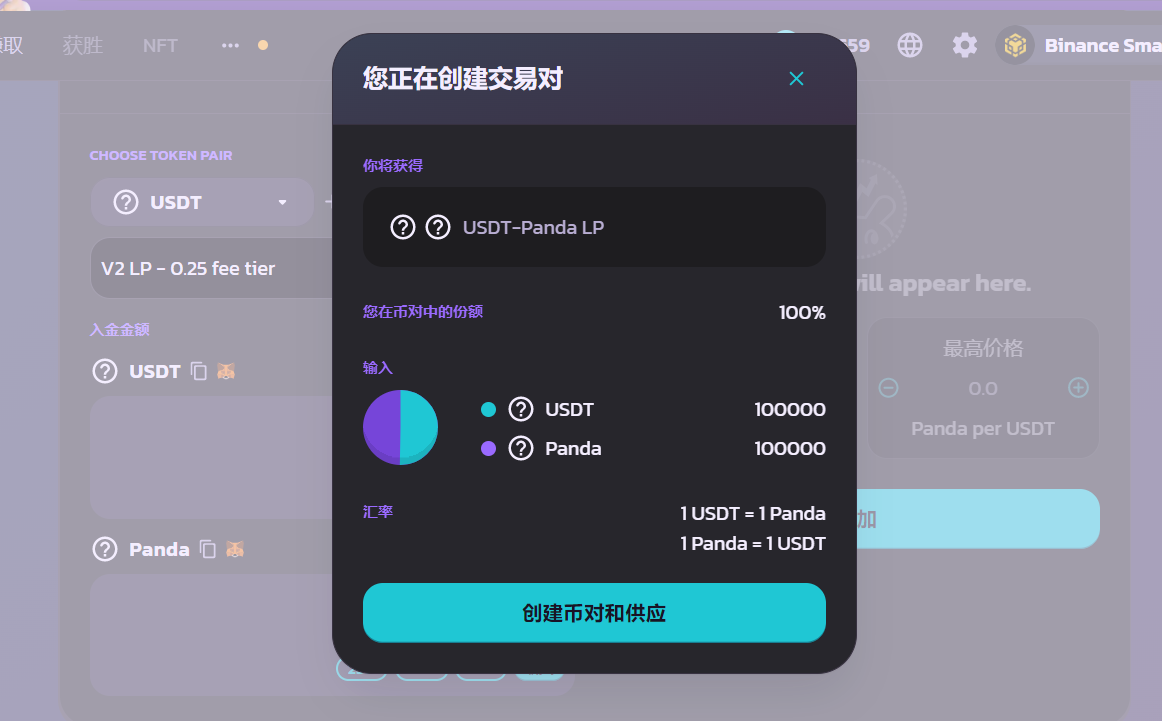 获胜
NFT
59
Binance Sma
您正在创建交易对
CHOOSE TOKEN PAIR
USDT
V2 LP - 0.25 fee tier
入金金额
USDT
Panda
你将获得
USDT-Panda LP
您在币对中的份额
100%
输入
USDT
100000
Panda
100000
汇率
1 USDT = 1 Panda
1 Panda = 1 USDT
创建币对和供应
will appear here.
最高价格
0.0
Panda per USDT
加